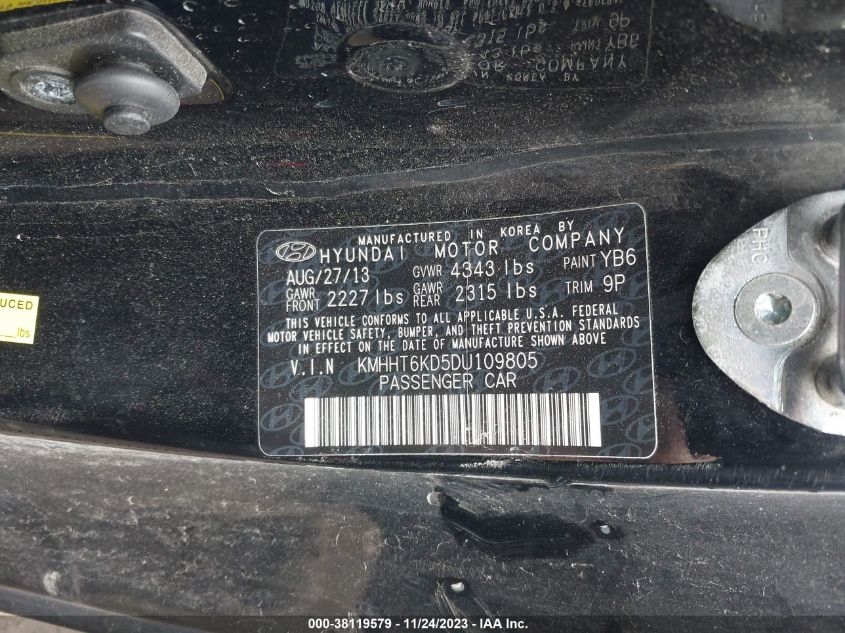 MANUFACTURED IN KOREA BY
HYUNDAI MOTOR COMPANY
AUG/27/13 GVWR 4343 lbs PAINT YB6
GAWR FRONT 2227 lbs GAWR REAR 2315 lbs TRIM 9P
THIS VEHICLE CONFORMS TO ALL APPLICABLE U.S.A. FEDERAL
MOTOR VEHICLE SAFETY, BUMPER, AND THEFT PREVENTION STANDARDS
IN EFFECT ON THE DATE OF MANUFACTURE SHOWN ABOVE
V.I.N KMHHT6KD5DU109805
PASSENGER CAR
UCED
lbs
PHC
000-38119579 - 11/24/2023 - IAAI.com